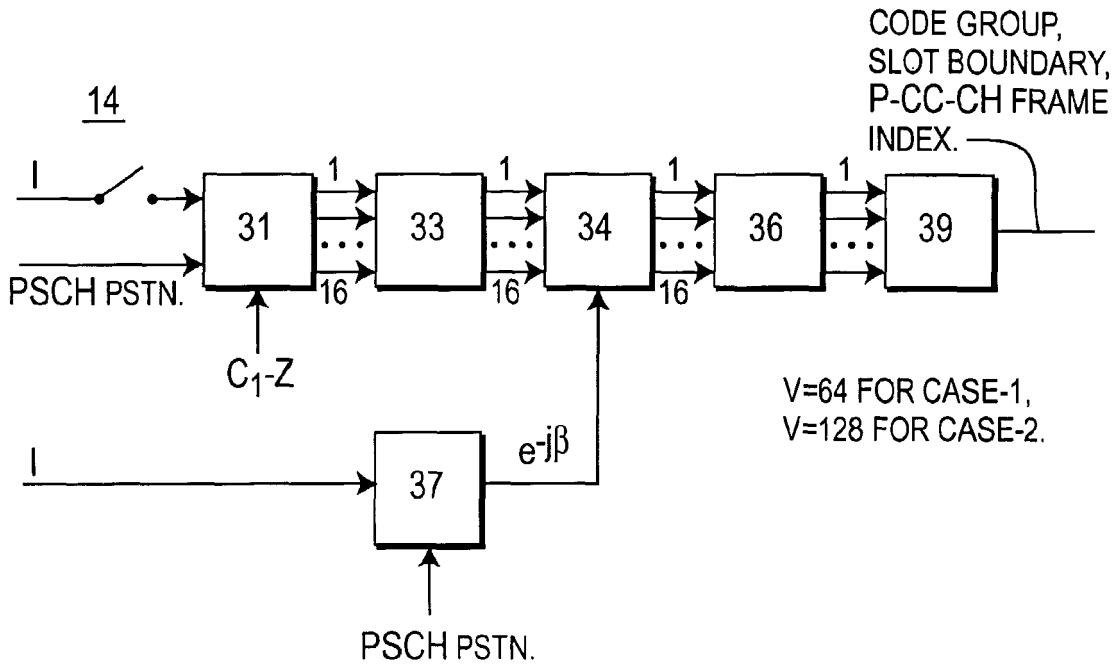 CODE GROUP,
SLOT BOUNDARY,
P-CC-CH FRAME
INDEX.
14
I
1
1
1
1
31
33
34
36
39
16
16
16
PSCH PSTN.
C1-Z
V=64 FOR CASE-1,
V=128 FOR CASE-2.
I
37
e-jβ
PSCH PSTN.